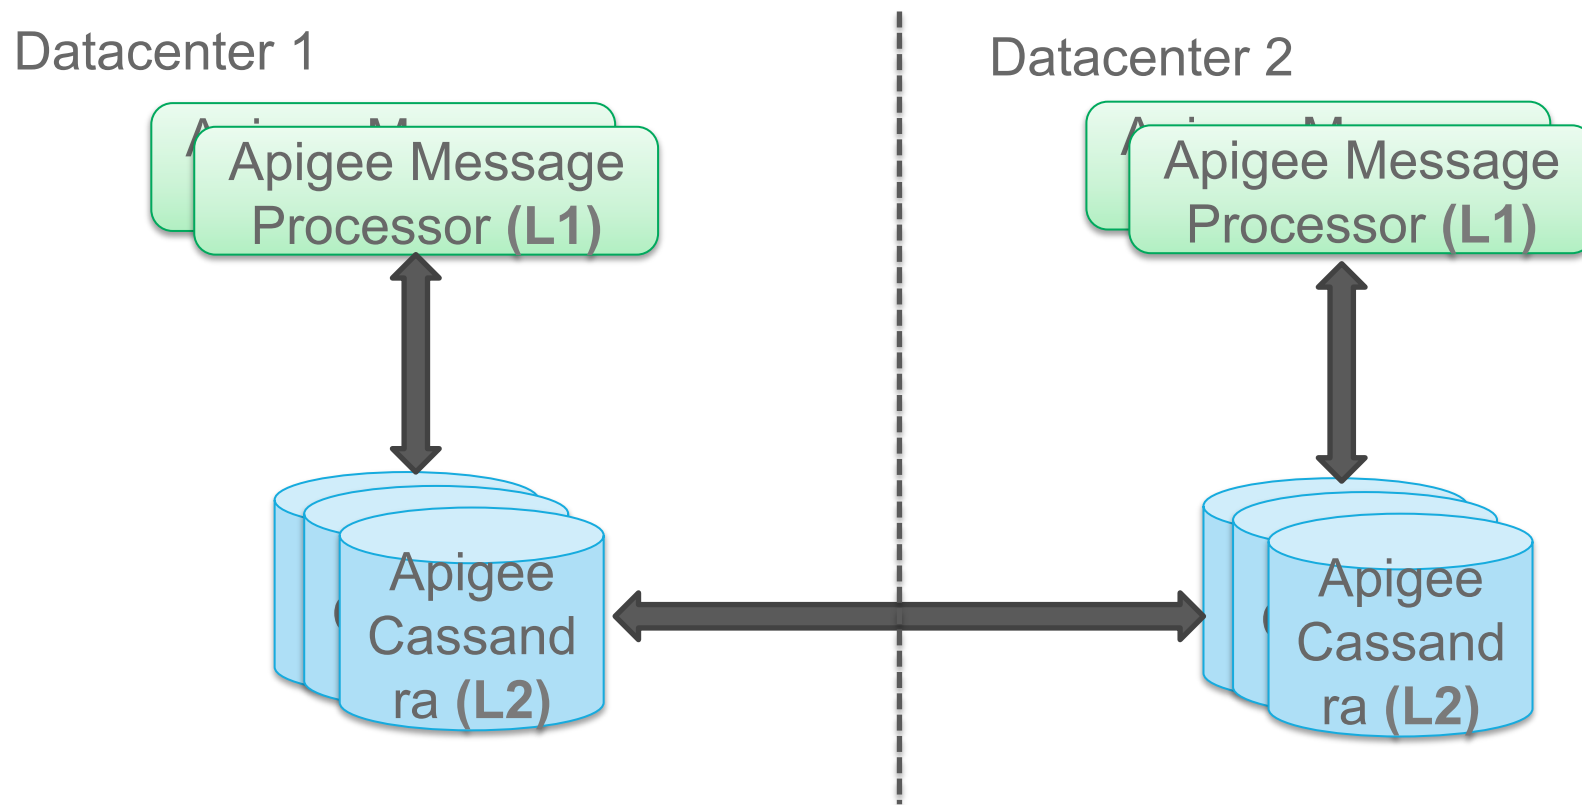 Datacenter 1
Apigee Message
Processor (L1)
Apigee
Cassand
ra (L2)
Datacenter 2
Apigee Message
Processor (L1)
Apigee
Cassand
ra (L2)